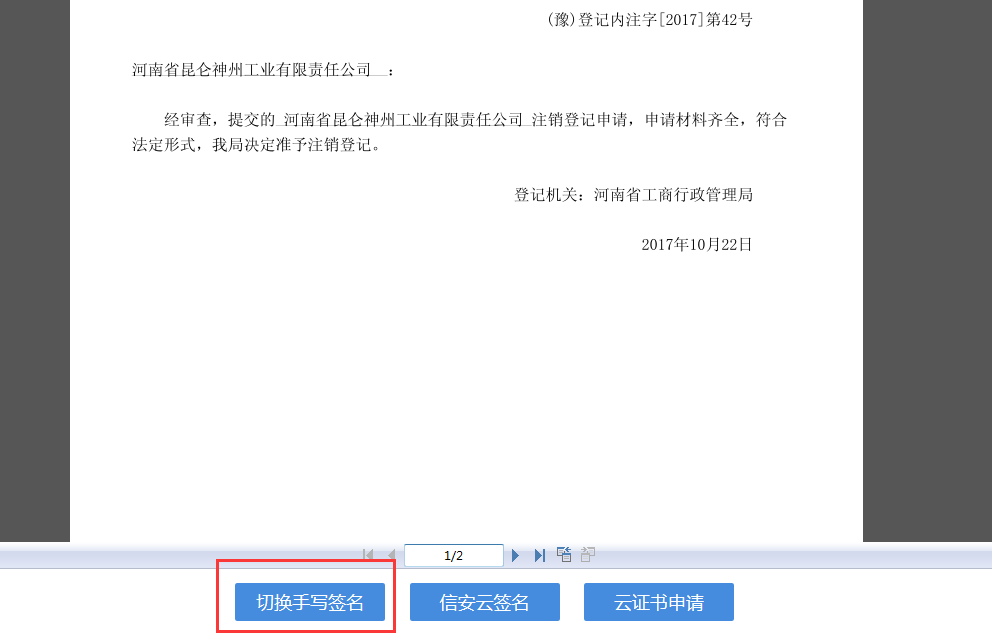 (豫)登记内注字[2017]第42号
河南省昆仑神州工业有限责任公司 ：
经审查，提交的 河南省昆仑神州工业有限责任公司 注销登记申请，申请材料齐全，符合
法定形式，我局决定准予注销登记。
登记机关：河南省工商行政管理局
2017年10月22日
1/2
切换手写签名 信安云签名 云证书申请